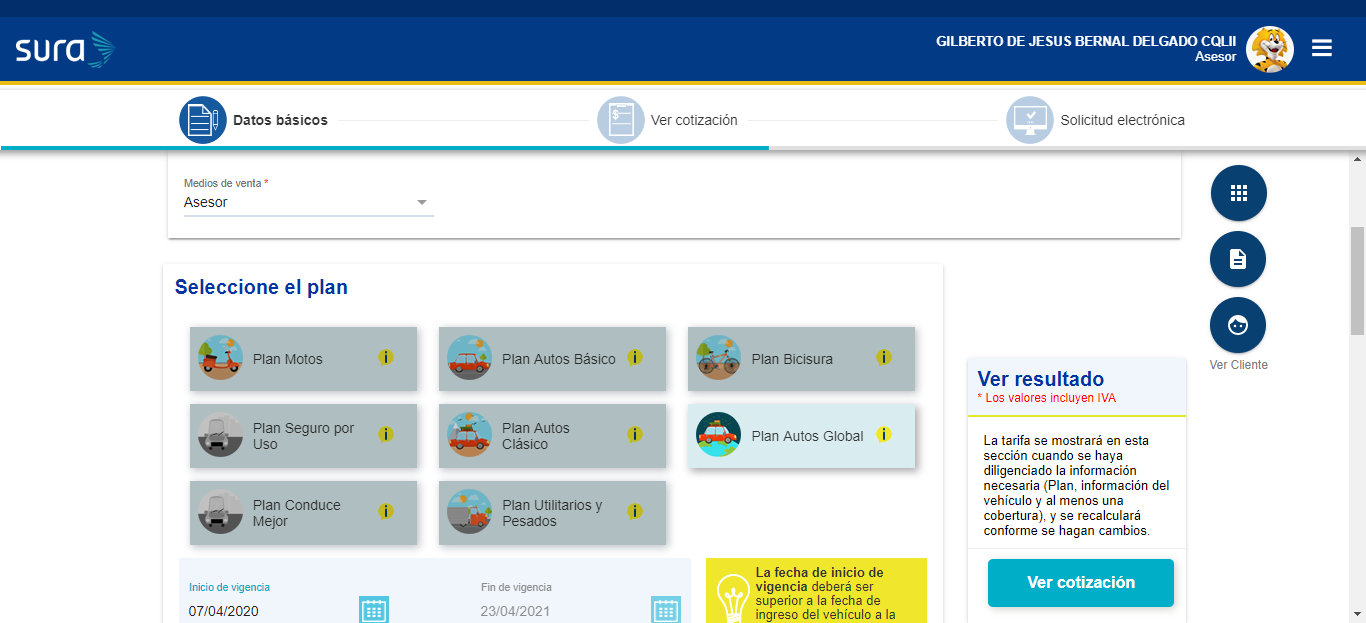 sura
GILBERTO DE JESUS BERNAL DELGADO CQLII
Asesor
Datos básicos
Ver cotización
Solicitud electrónica
Medios de venta *
Asesor
Seleccione el plan
Plan Motos
Plan Autos Básico
Plan Bicisura
Plan Seguro por
Uso
Plan Autos
Clásico
Plan Autos Global
Plan Conduce
Mejor
Plan Utilitarios y
Pesados
Inicio de vigencia
07/04/2020
Fin de vigencia
23/04/2021
La fecha de inicio de
vigencia deberá ser
superior a la fecha de
ingreso del vehículo a la
Ver resultado
* Los valores incluyen IVA
La tarifa se mostrará en esta
sección cuando se haya
diligenciado la información
necesaria (Plan, información del
vehículo y al menos una
cobertura), y se recalculará
conforme se hagan cambios.
Ver cotización
Ver Cliente